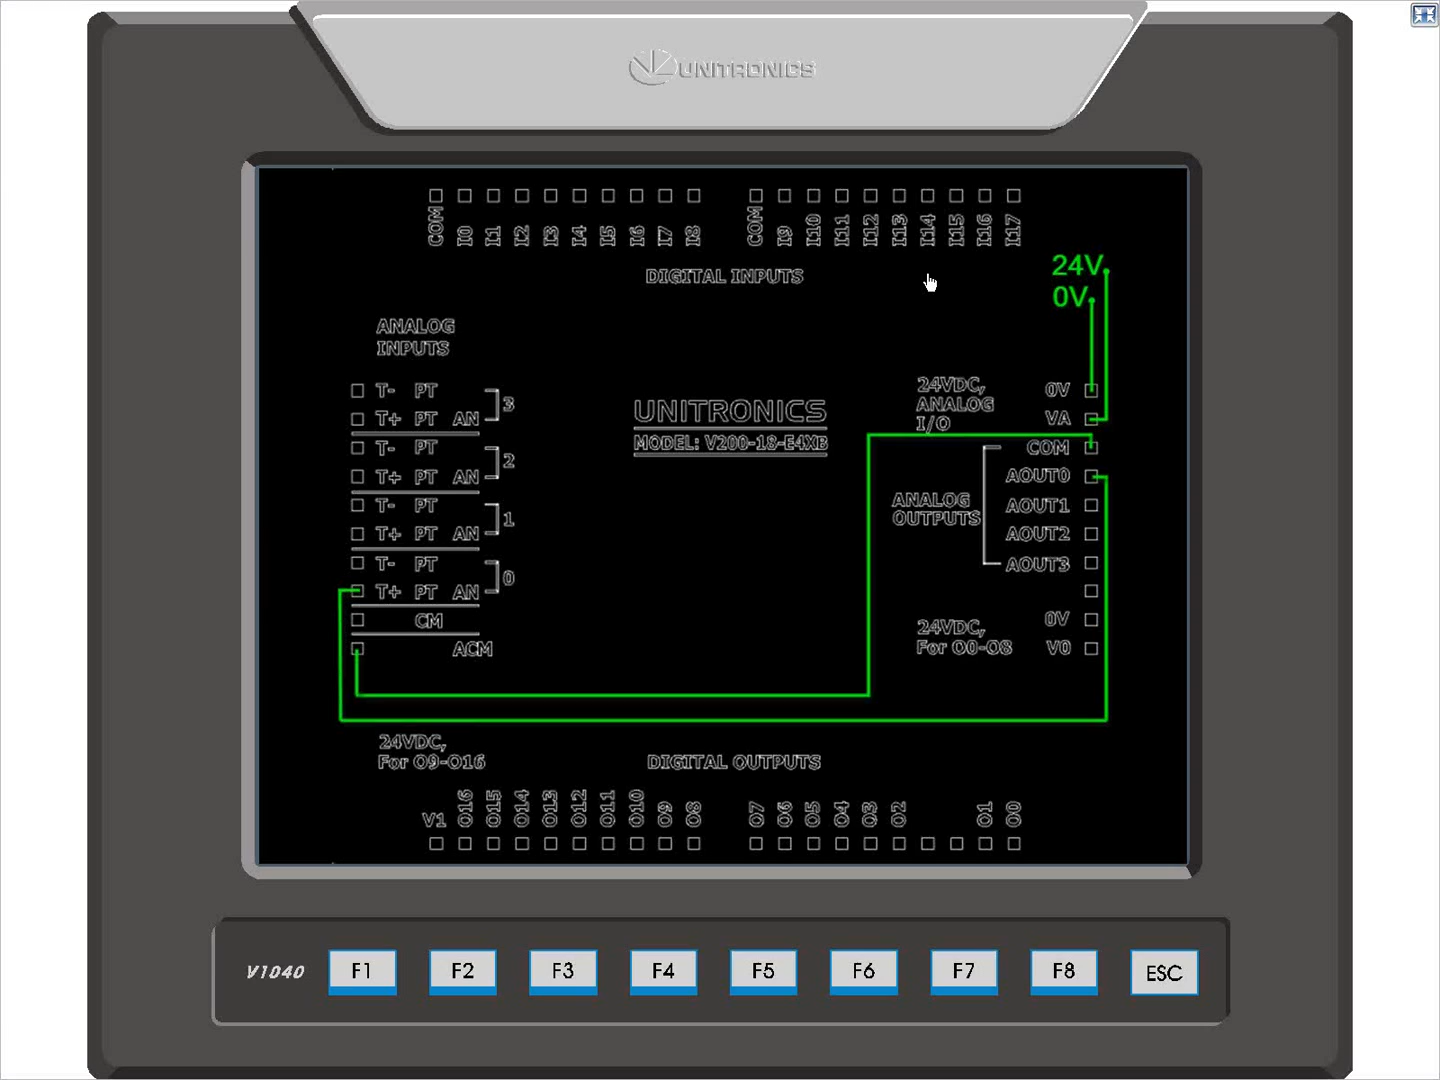 UNITRONICS
COM I0 I1 I2 I3 I4 I5 I6 I7 I8 COM I9 I10 I11 I12 I13 I14 I15 I16 I17
DIGITAL INPUTS
24V
0V
ANALOG
INPUTS
T- PT
T+ PT AN
3
T- PT
T+ PT AN
2
T- PT
T+ PT AN
1
T- PT
T+ PT AN
0
CM
ACM
UNITRONICS
MODEL: V200-18-E4XB
24VDC,
ANALOG
I/O
0V
VA
COM
AOUT0
AOUT1
AOUT2
AOUT3
ANALOG
OUTPUTS
24VDC,
For O0-O8
0V
V0
24VDC,
For O9-O16
DIGITAL OUTPUTS
V1 O16 O15 O14 O13 O12 O11 O10 O9 O8 O7 O6 O5 O4 O3 O2 O1 O0
V1040 F1 F2 F3 F4 F5 F6 F7 F8 ESC